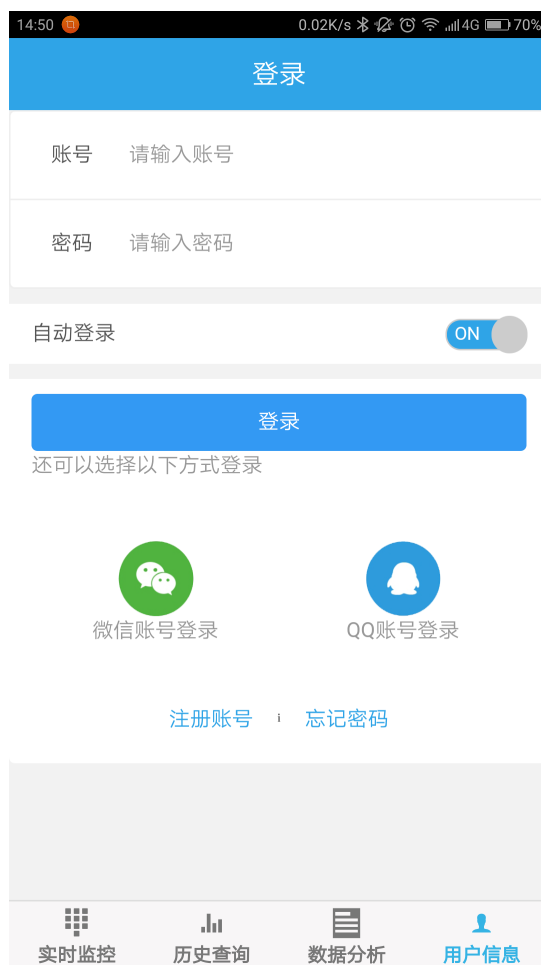 14:50 0.02K/s 4G 70%
登录
账号 请输入账号
密码 请输入密码
自动登录 ON
登录
还可以选择以下方式登录
微信账号登录 QQ账号登录
注册账号 i 忘记密码
实时监控 历史查询 数据分析 用户信息